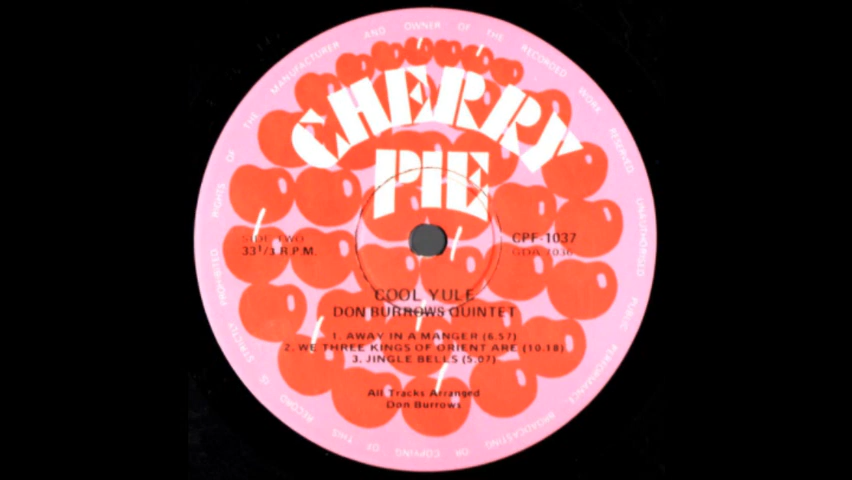 THE MANUFACTURER AND OWNER OF THE RECORDED WORK RESERVED UNAUTHORISED PUBLIC PERFORMANCE BROADCASTING OR COPYING OF THIS RECORD IS STRICTLY PROHIBITED RIGHTS OF
CHERRY
PIE
SIDE TWO
33 1/3 R.P.M.
CPF-1037
COOL YULE
DON BURROWS QUINTET
1. AWAY IN A MANGER (6.57)
2. WE THREE KINGS OF ORIENT ARE (10.18)
3. JINGLE BELLS (5.07)
All Tracks Arranged
Don Burrows